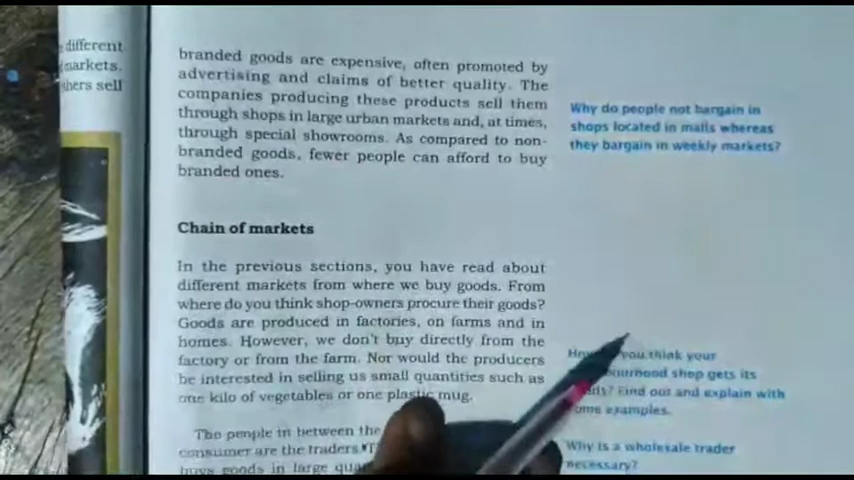 different
markets.
hers sell
branded goods are expensive, often promoted by
advertising and claims of better quality. The
companies producing these products sell them
through shops in large urban markets and, at times,
through special showrooms. As compared to non-
branded goods, fewer people can afford to buy
branded ones.
Why do people not bargain in
shops located in malls whereas
they bargain in weekly markets?
Chain of markets
In the previous sections, you have read about
different markets from where we buy goods. From
where do you think shop-owners procure their goods?
Goods are produced in factories, on farms and in
homes. However, we don't buy directly from the
factory or from the farm. Nor would the producers
be interested in selling us small quantities such as
one kilo of vegetables or one plastic mug.
The people in between the
consumer are the traders.
buys goods in large
you think your
shop gets its
Find out and explain with
some examples.
Why is a wholesale trader
necessary?